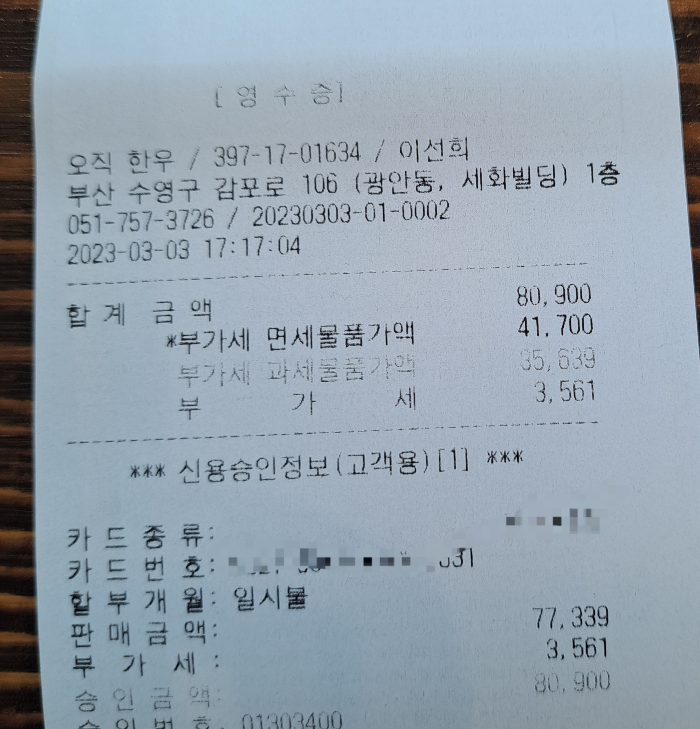 [ 영 수 증]
오직 한우 / 397-17-01634 / 이선희
부산 수영구 감포로 106 (광안동, 세화빌딩) 1층
051-757-3726 / 20230303-01-0002
2023-03-03 17:17:04
합 계 금 액 80,900
*부가세 면세물품가액 41,700
부가세 과세물품가액 35,639
부 가 세 3,561
*** 신용승인정보(고객용)[1] ***
카 드 종 류:
카 드 번 호:
할 부 개 월: 일시불
판 매 금 액: 77,339
부 가 세 : 3,561
승 인 금 액: 80,900
승 인 번 호: 01303400